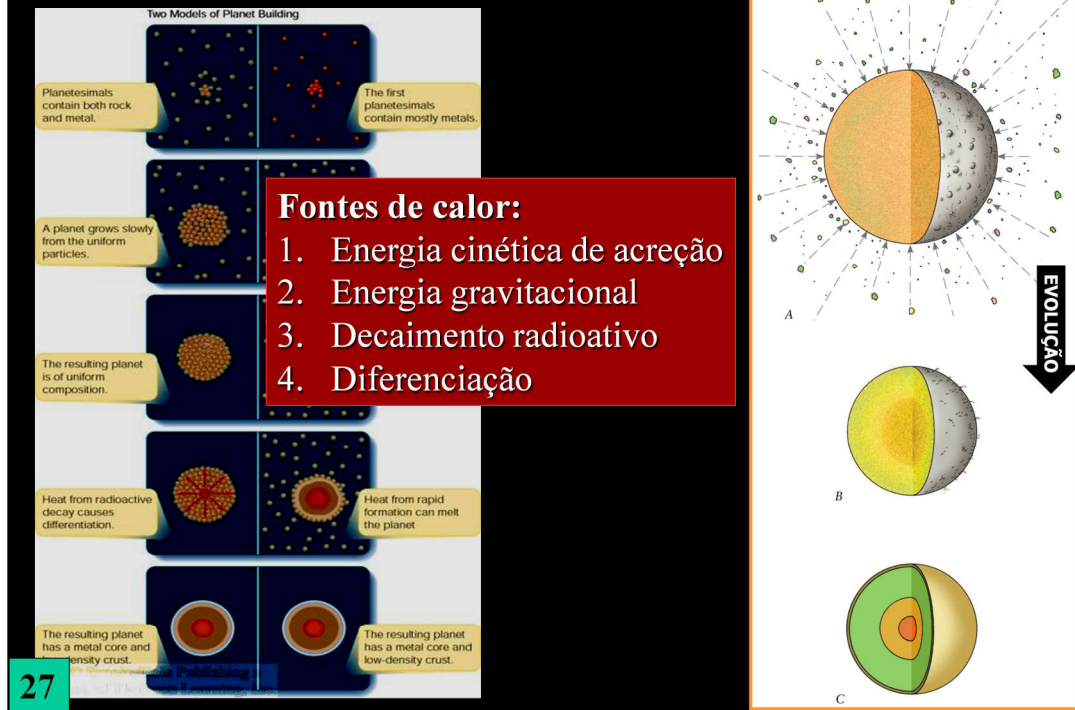 Two Models of Planet Building
Planetesimals
contain both rock
and metal.
The first
planetesimals
contain mostly metals.
A planet grows slowly
from the uniform
particles.
Fontes de calor:
1. Energia cinética de acreção
2. Energia gravitacional
3. Decaimento radioativo
4. Diferenciação
The resulting planet
is of uniform
composition.
Heat from radioactive
decay causes
differentiation.
Heat from rapid
formation can melt
the planet
The resulting planet
has a metal core and
crust.
The resulting planet
has a metal core and
low-density crust.
27
A
EVOLUÇÃO
B
C